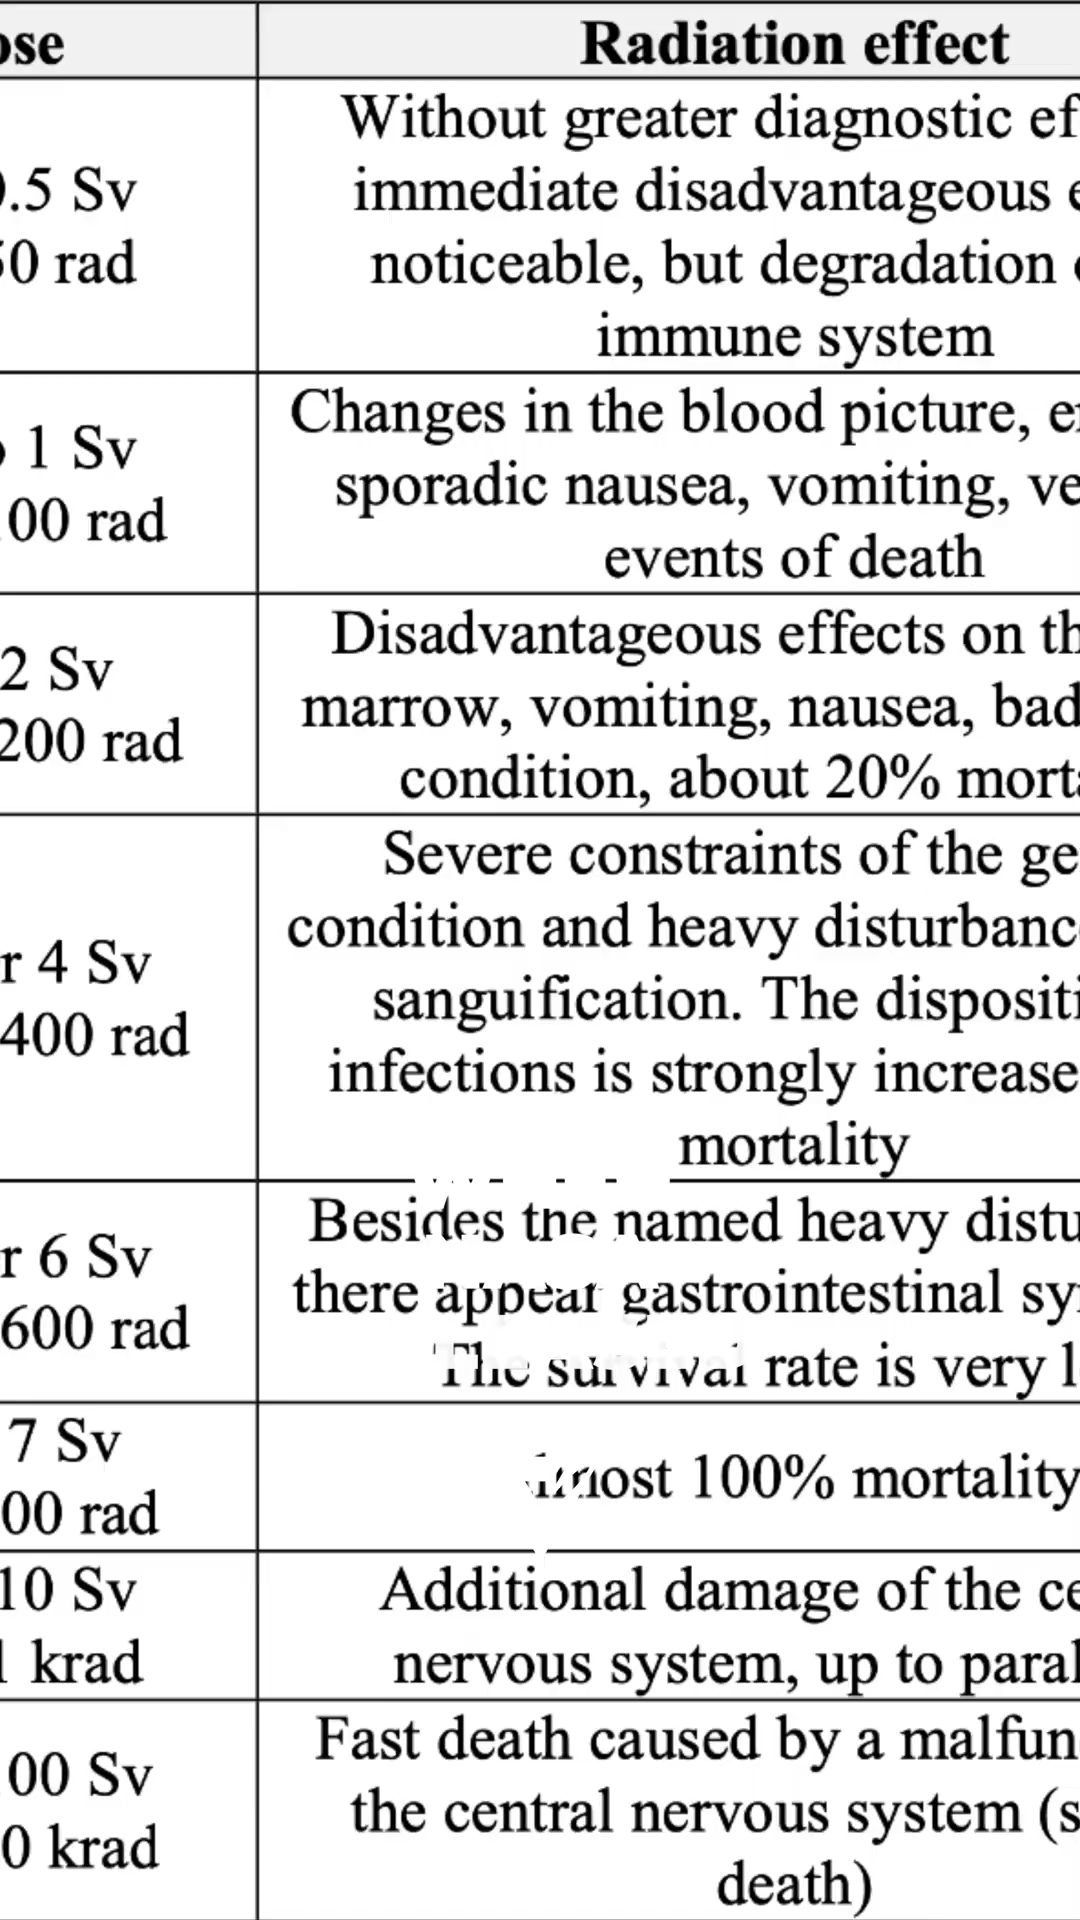 ose Radiation effect
Without greater diagnostic ef
0.5 Sv immediate disadvantageous e
50 rad noticeable, but degradation
immune system
1 Sv Changes in the blood picture, e
00 rad sporadic nausea, vomiting, ve
events of death
2 Sv Disadvantageous effects on th
200 rad marrow, vomiting, nausea, bad
condition, about 20% morta
Severe constraints of the ge
condition and heavy disturbanc
r 4 Sv sanguification. The dispositi
400 rad infections is strongly increase
mortality
r 6 Sv Besides the named heavy distu
600 rad there appear gastrointestinal sy
The survival rate is very l
7 Sv
00 rad most 100% mortality
10 Sv Additional damage of the ce
1 krad nervous system, up to paral
Fast death caused by a malfun
00 Sv the central nervous system (s
0 krad death)